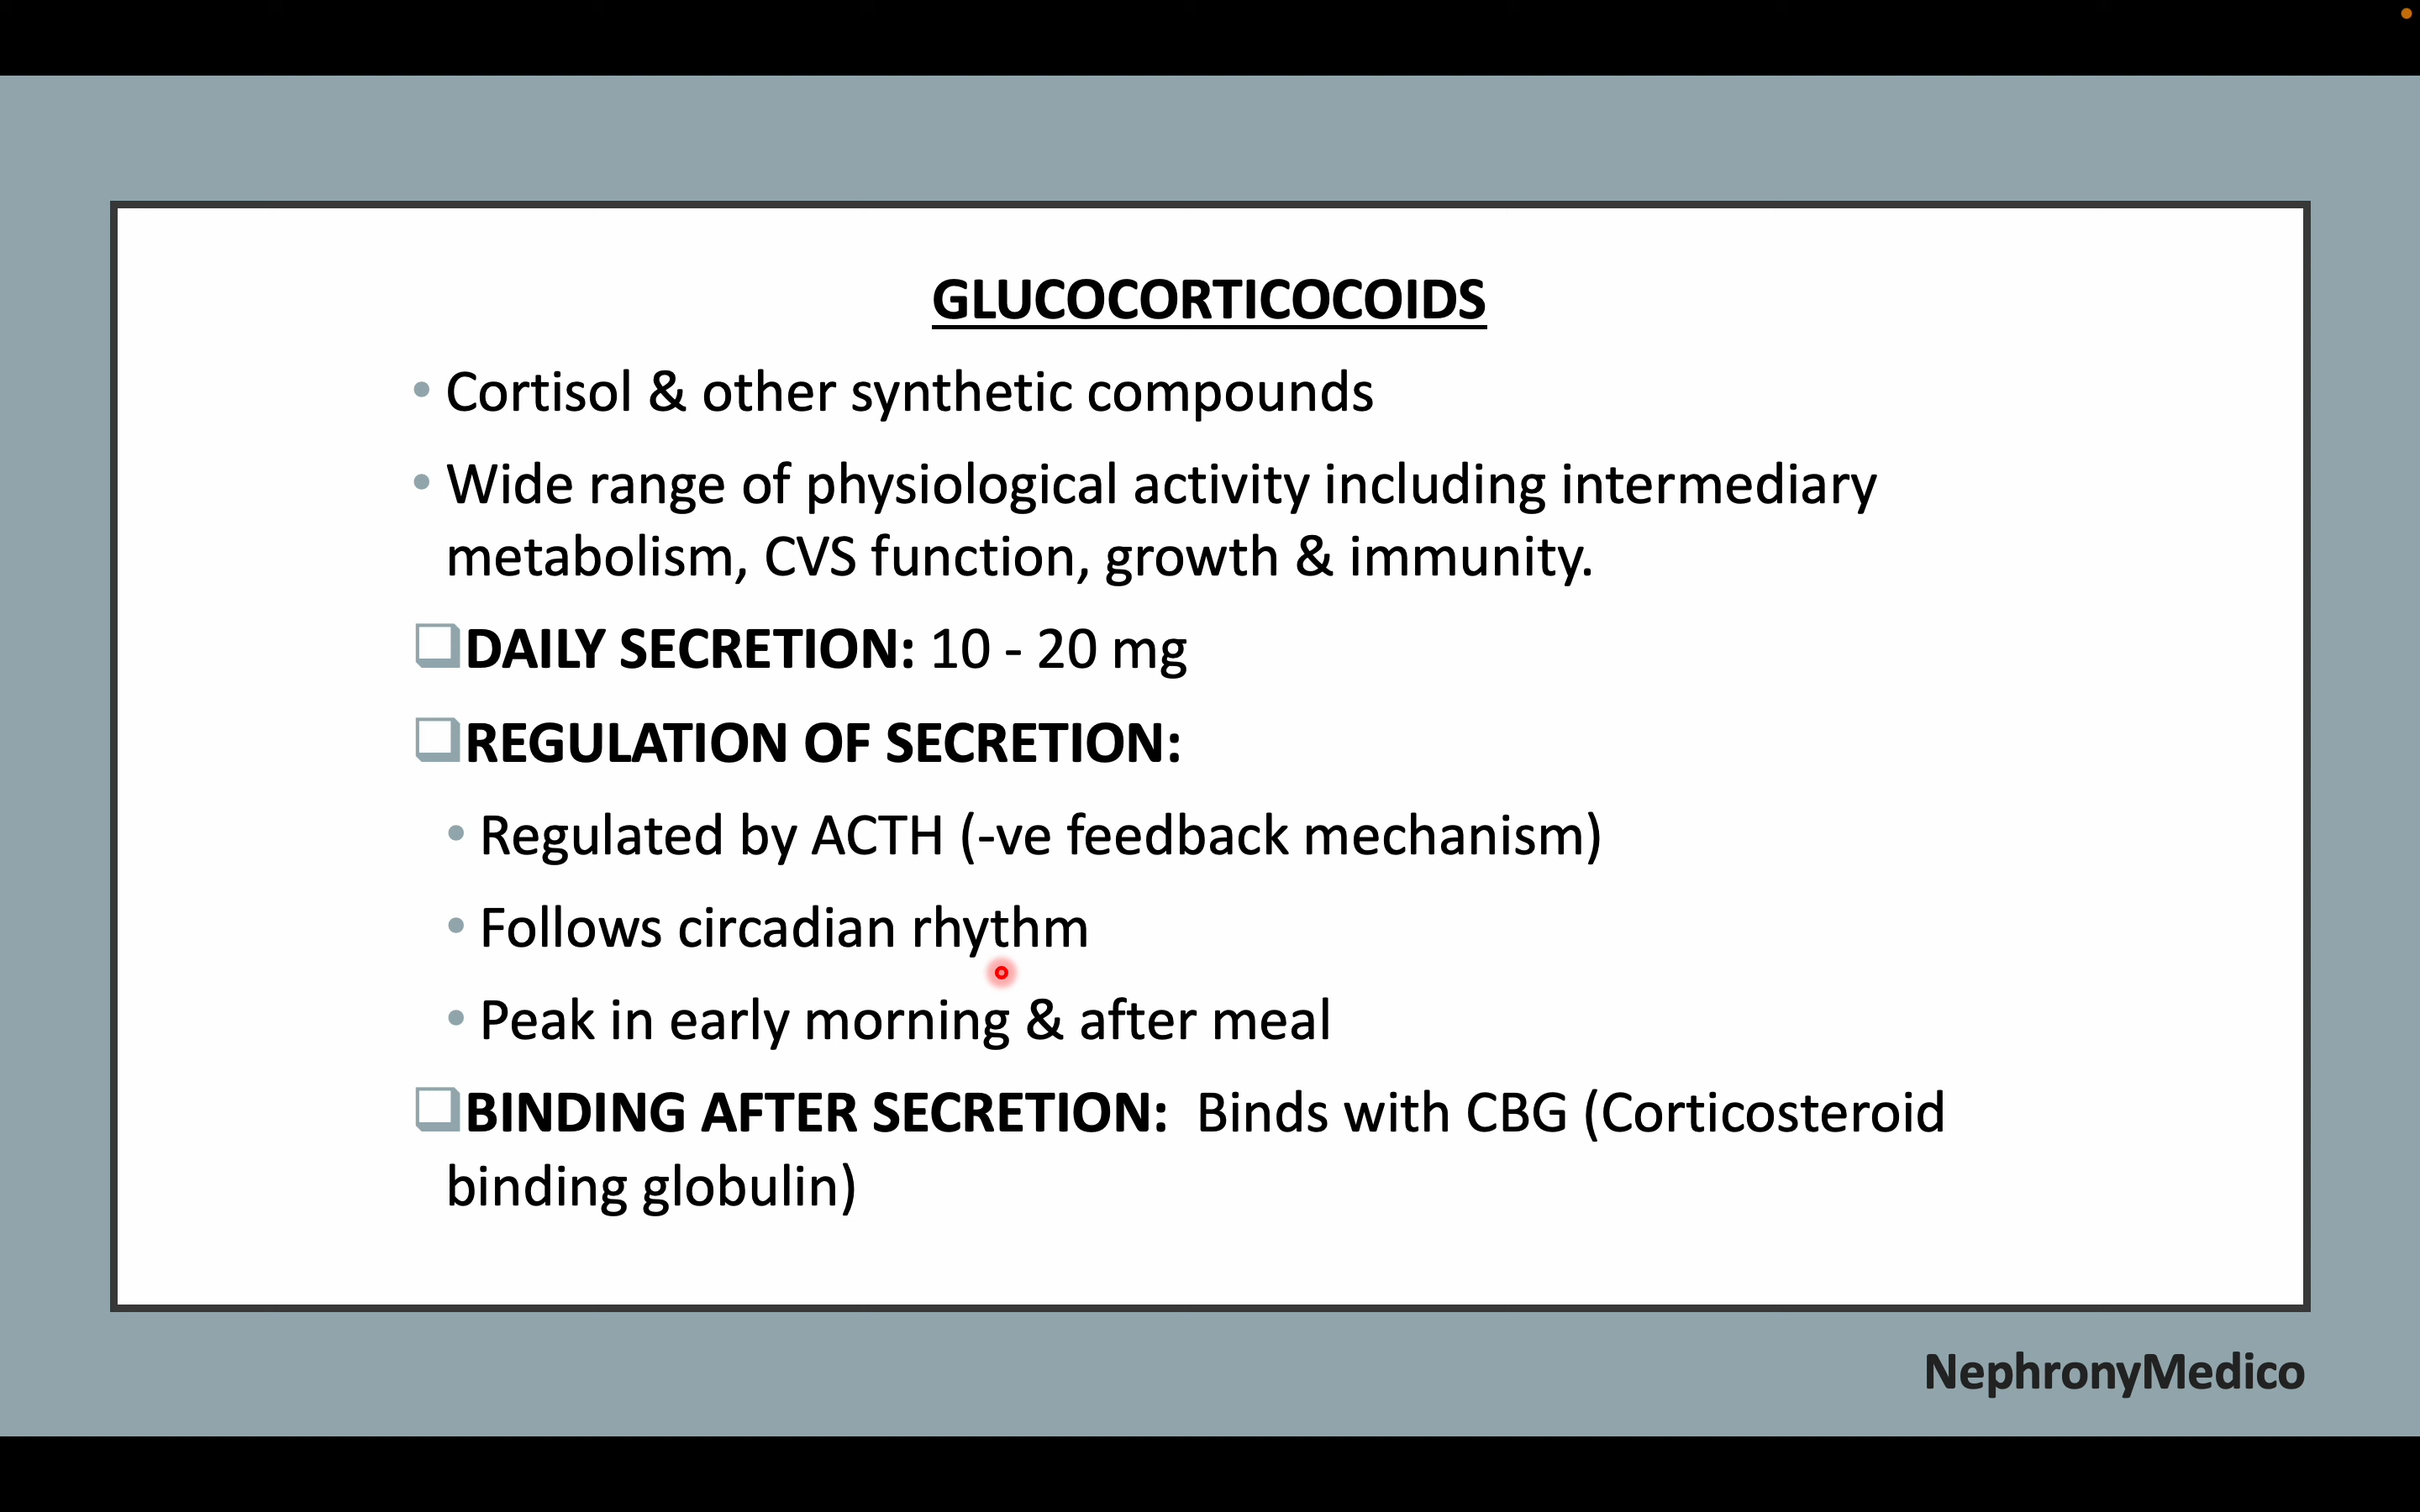 GLUCOCORTICOCOIDS
Cortisol & other synthetic compounds
Wide range of physiological activity including intermediary
metabolism, CVS function, growth & immunity.
DAILY SECRETION: 10 - 20 mg
REGULATION OF SECRETION:
Regulated by ACTH (-ve feedback mechanism)
Follows circadian rhythm
Peak in early morning & after meal
BINDING AFTER SECRETION: Binds with CBG (Corticosteroid
binding globulin)
NephronyMedico